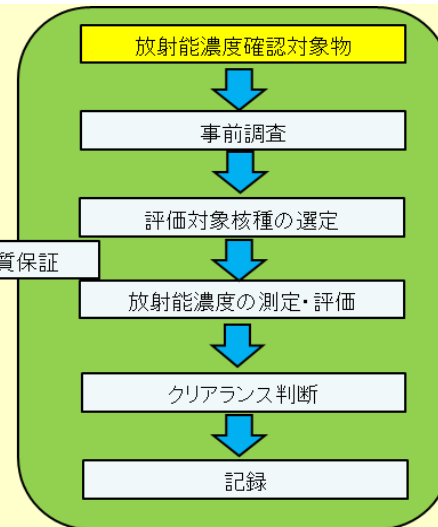 放射能濃度確認対象物
事前調査
評価対象核種の選定
質保証
放射能濃度の測定・評価
クリアランス判断
記録